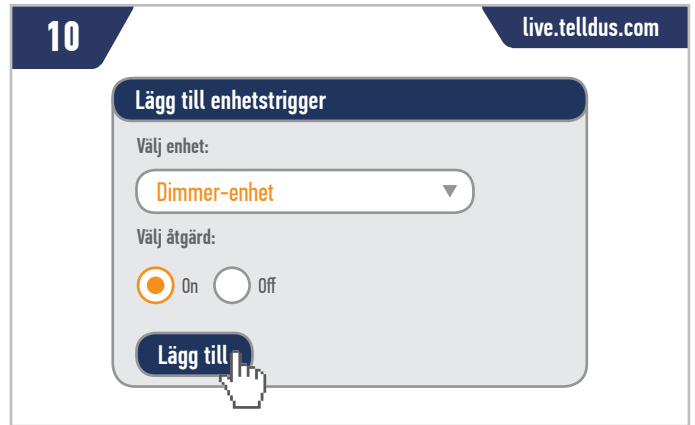 10
live.telldus.com
Lägg till enhetstrigger
Välj enhet:
Dimmer-enhet
Välj åtgärd:
On Off
Lägg till